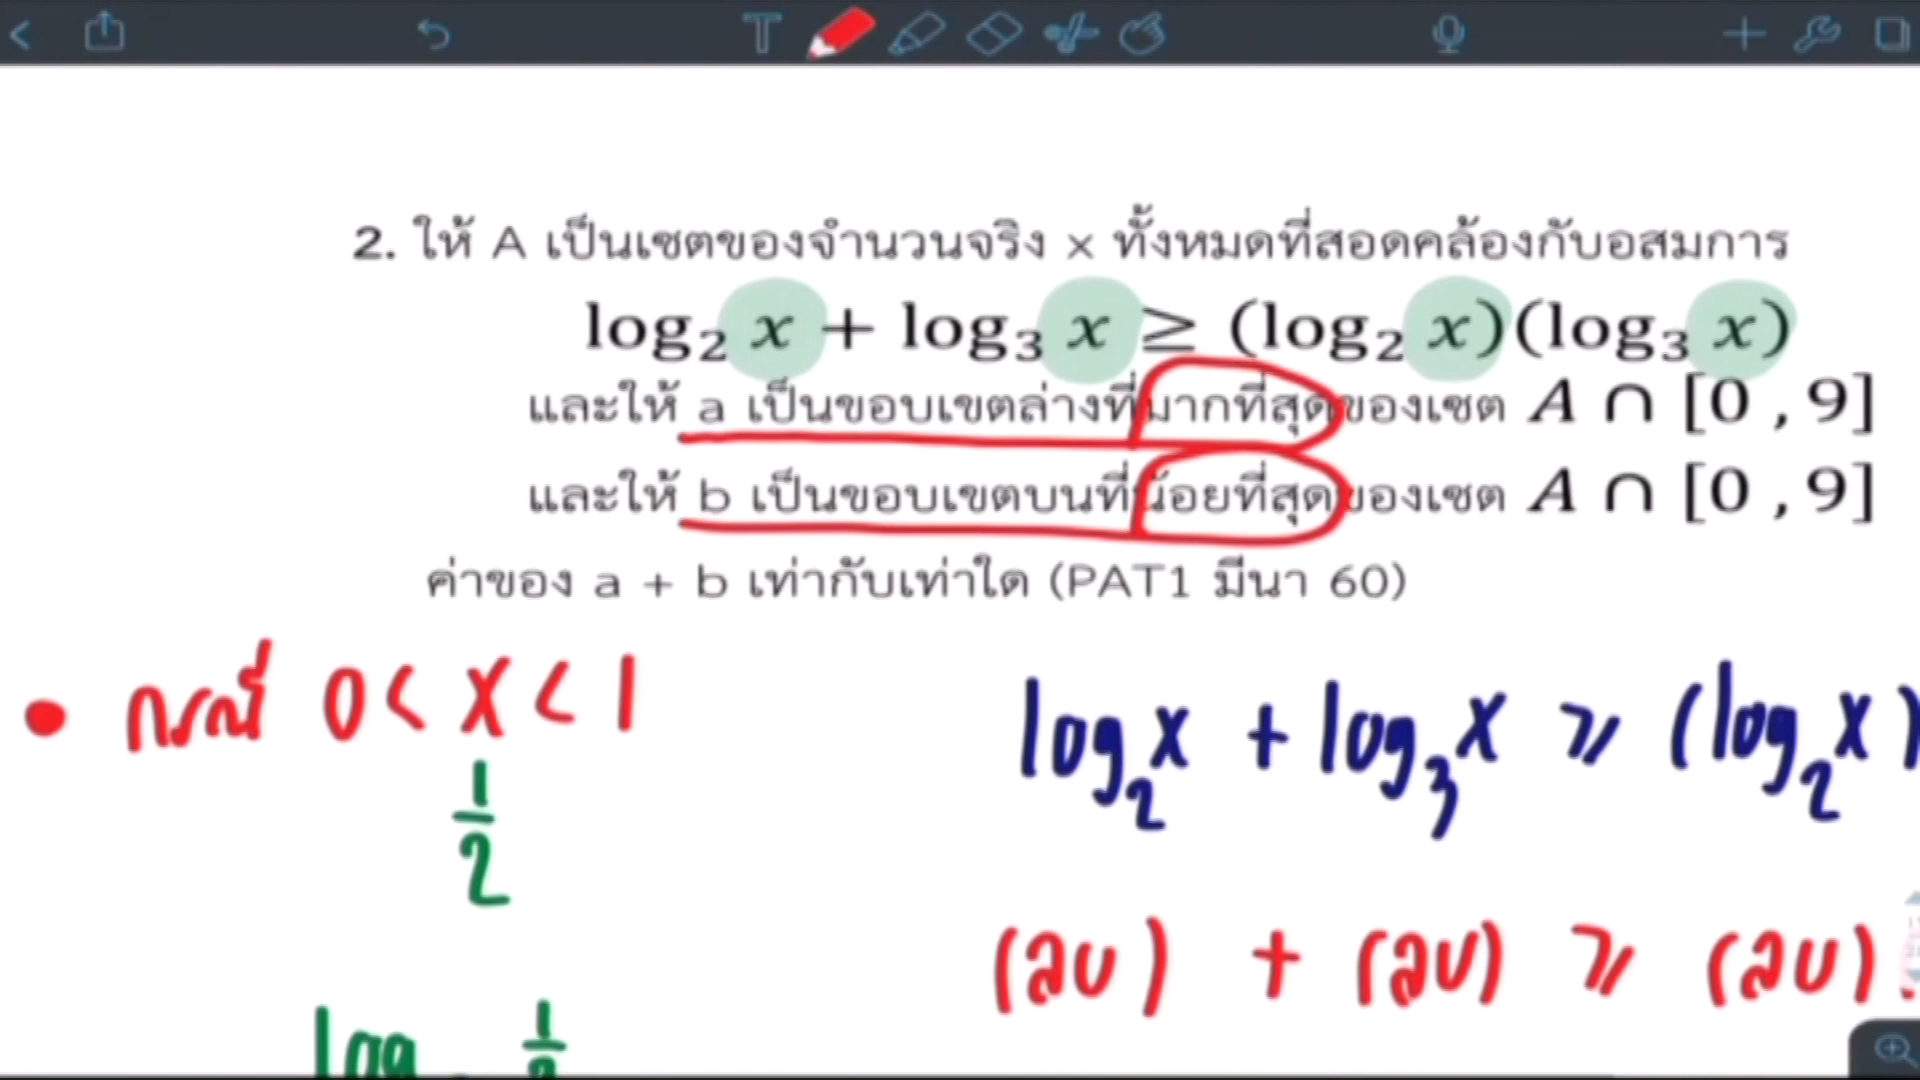 2. ให้ A เป็นเซตของจำนวนจริง x ทั้งหมดที่สอดคล้องกับอสมการ
log₂ x + log₃ x ≥ (log₂ x)(log₃ x)
และให้ a เป็นขอบเขตล่างที่มากที่สุดของเซต A ∩ [0 , 9]
และให้ b เป็นขอบเขตบนที่น้อยที่สุดของเซต A ∩ [0 , 9]
ค่าของ a + b เท่ากับเท่าใด (PAT1 มีนา 60)
• กรณี 0 < x < 1
log₂x + log₃x ≥ (log₂x)
1/2
(ลบ) + (ลบ) ≥ (ลบ)
log